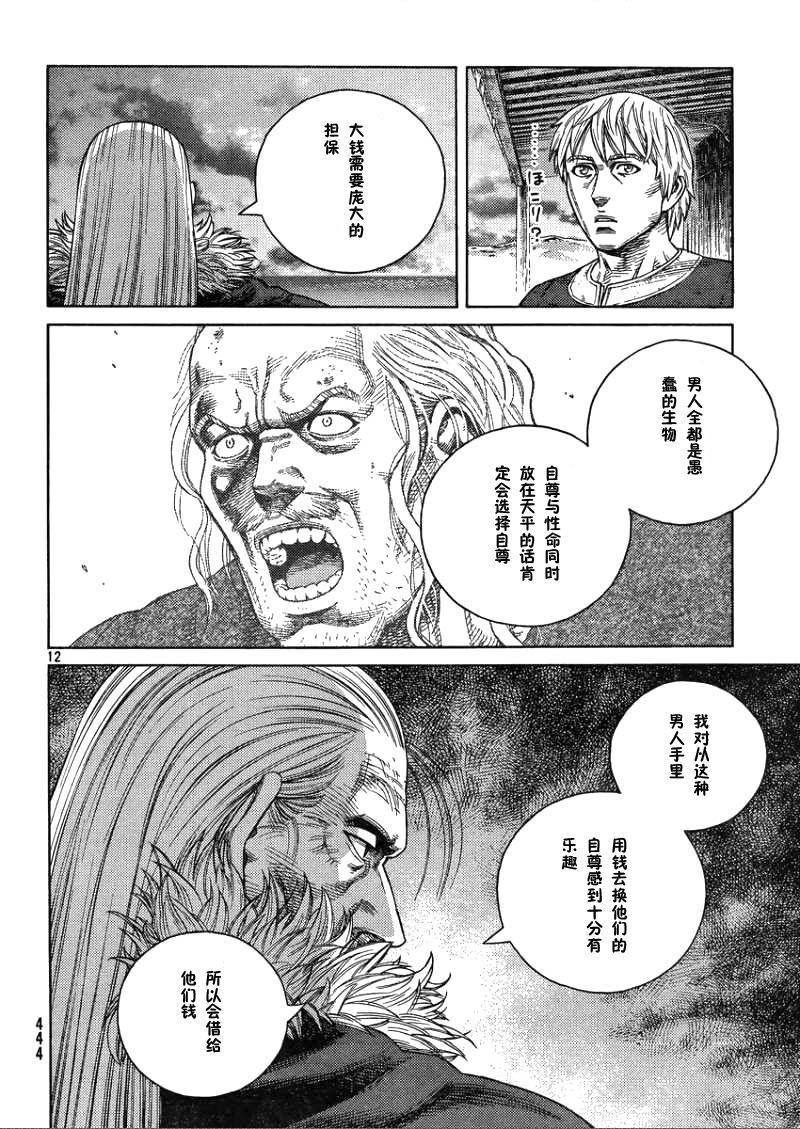 ……ほこり？
大钱需要庞大的
担保
男人全都是愚
蠢的生物
自尊与性命同时
放在天平的话肯
定会选择自尊
12
我对从这种
男人手里
用钱去换他们的
自尊感到十分有
乐趣
所以会借给
他们钱
444